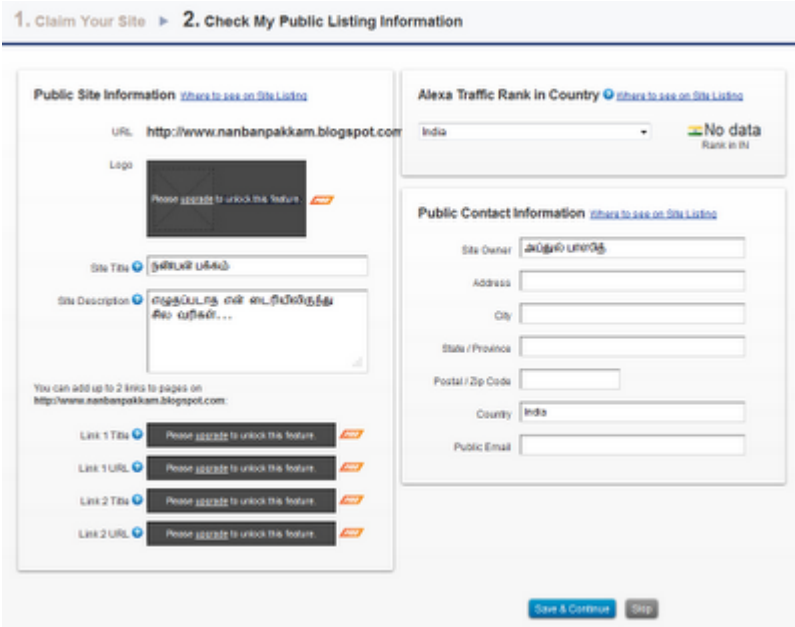 1. Claim Your Site ▶ 2. Check My Public Listing Information
Public Site Information Where to see on Site Listing
URL http://www.nanbanpakkam.blogspot.com
Logo
Please upgrade to unlock this feature.
Site Title நண்பன் பக்கம்
Site Description எழுதப்படாத என் டைரியிலிருந்து
சில வரிகள்...
You can add up to 2 links to pages on
http://www.nanbanpakkam.blogspot.com:
Link 1 Title Please upgrade to unlock this feature.
Link 1 URL Please upgrade to unlock this feature.
Link 2 Title Please upgrade to unlock this feature.
Link 2 URL Please upgrade to unlock this feature.
Alexa Traffic Rank in Country Where to see on Site Listing
India
No data
Rank in IN
Public Contact Information Where to see on Site Listing
Site Owner அப்துல் பாஸித்
Address
City
State / Province
Postal / Zip Code
Country India
Public Email
Save & Continue Skip